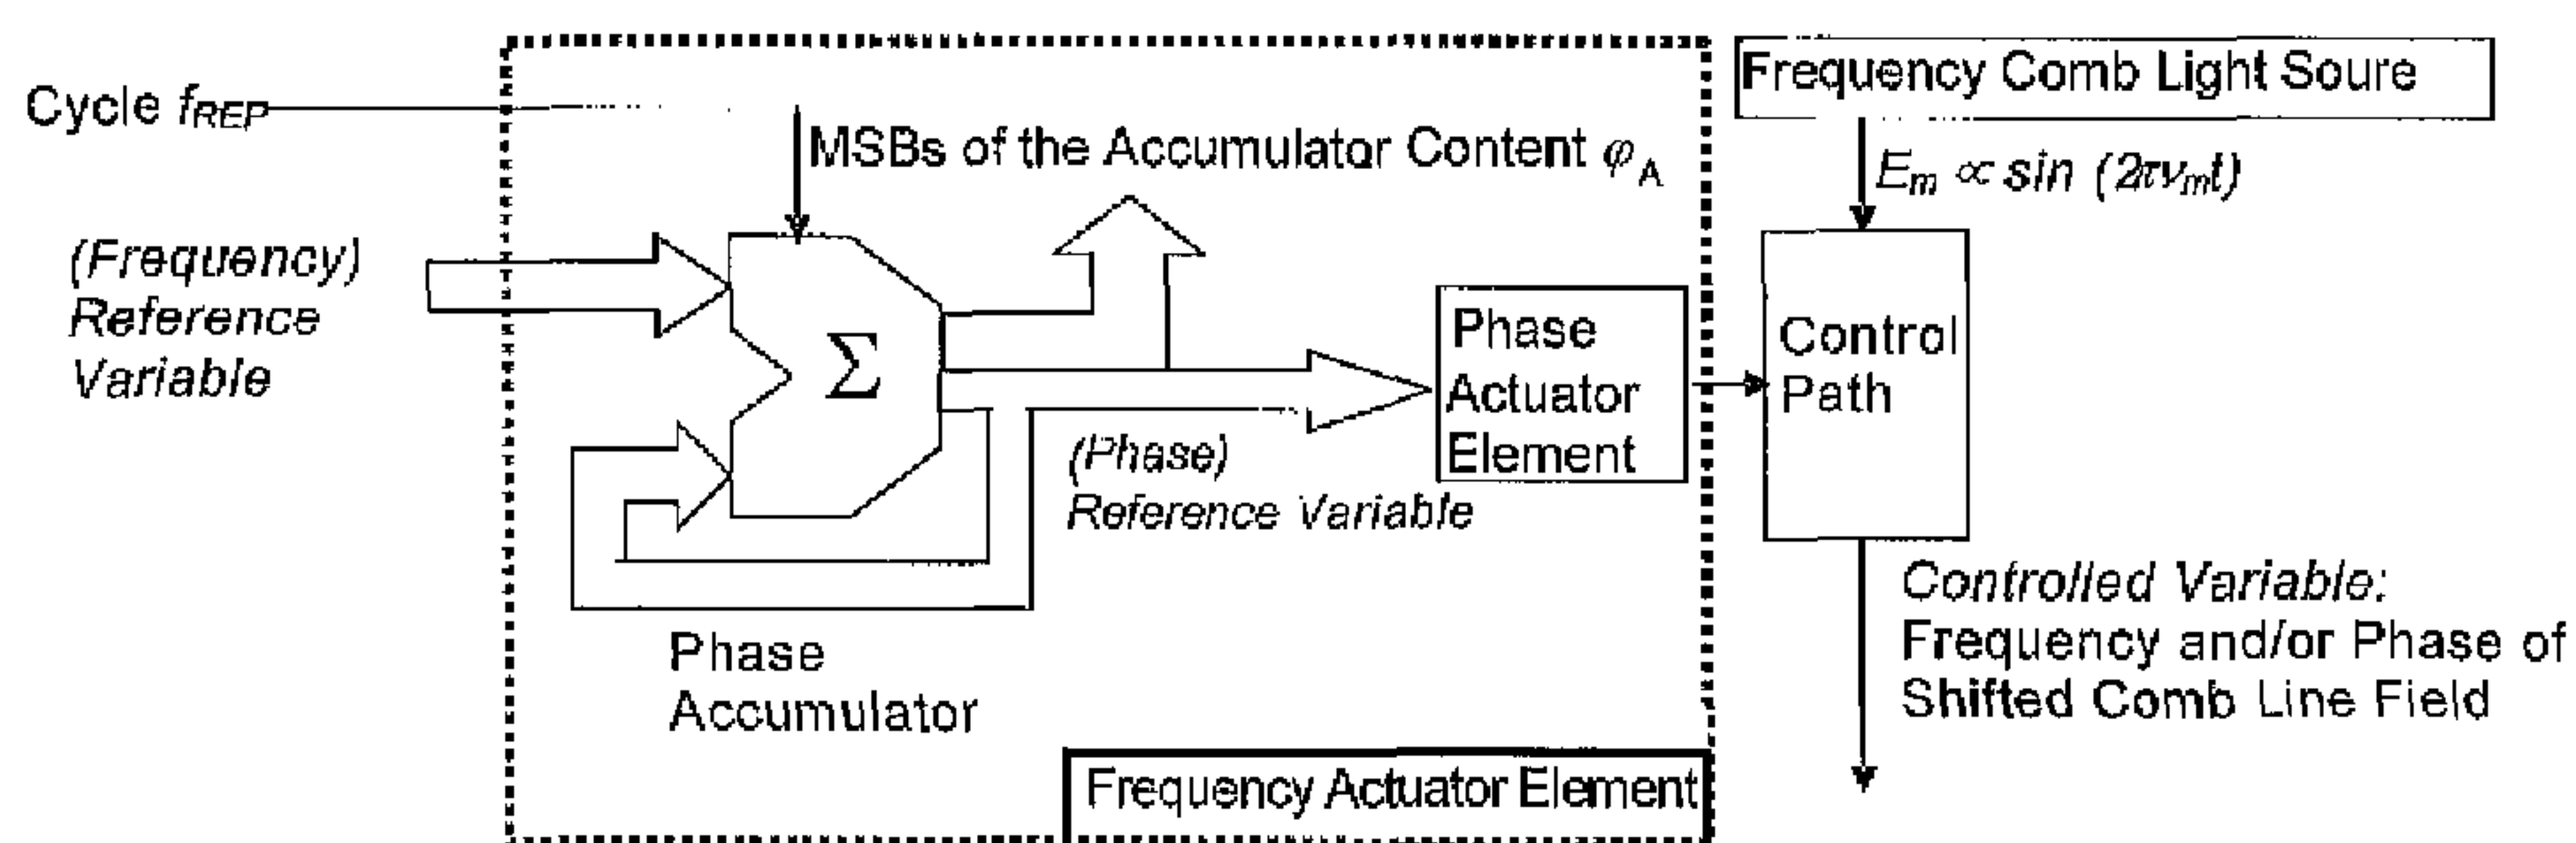 Cycle fREP
MSBs of the Accumulator Content φA
Frequency Comb Light Soure
Em ∝ sin (2πνmt)
(Frequency)
Reference
Variable
Σ
Phase
Actuator
Element
Control
Path
(Phase)
Reference Variable
Phase
Accumulator
Controlled Variable:
Frequency and/or Phase of
Shifted Comb Line Field
Frequency Actuator Element